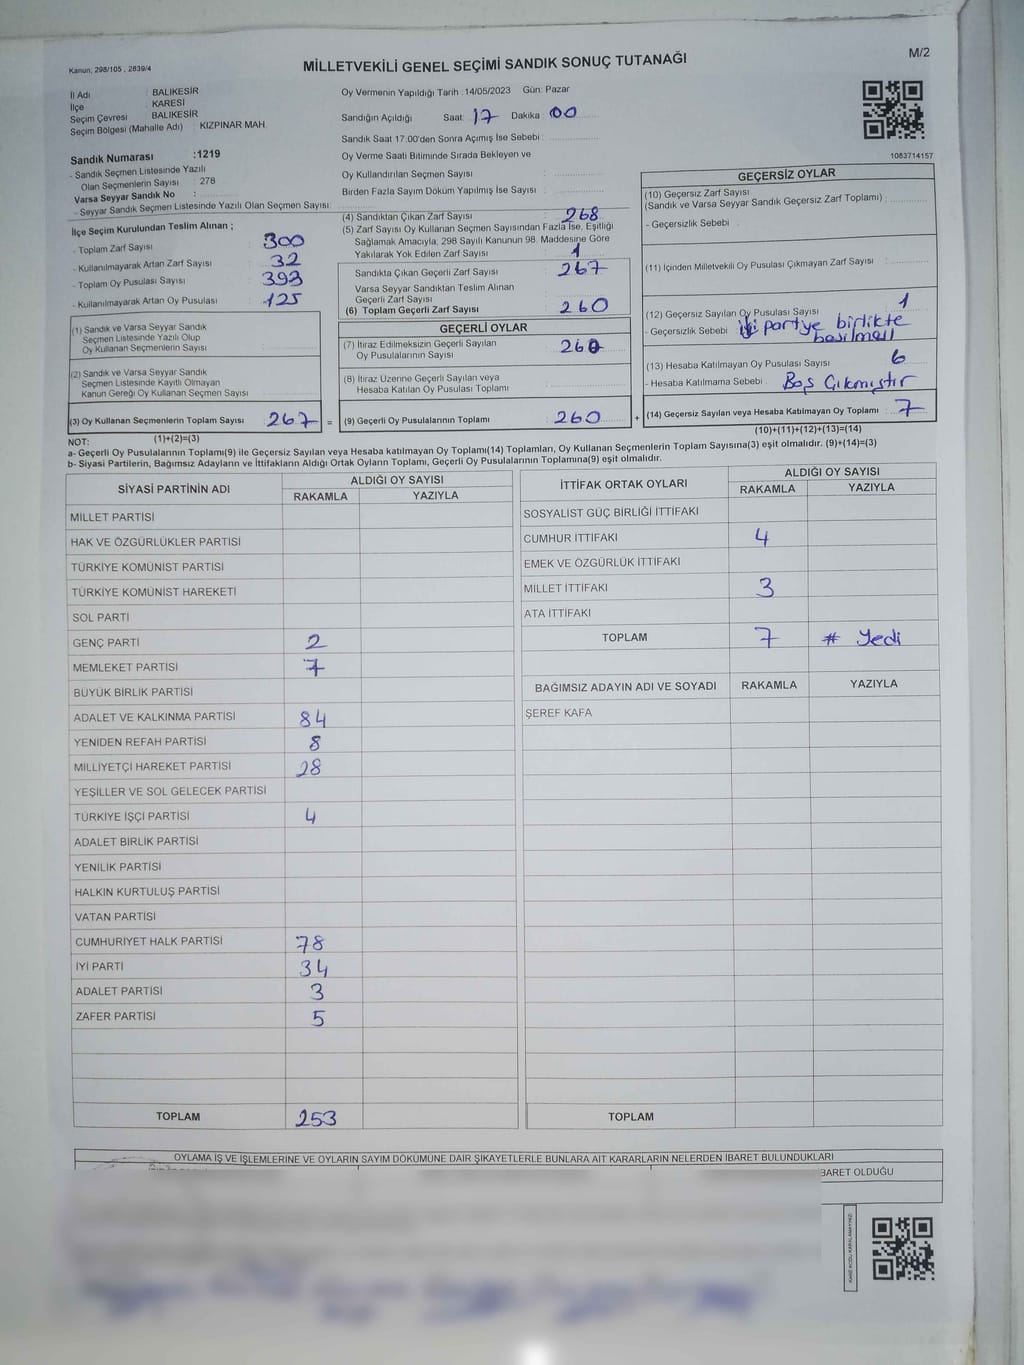 Kanun; 298/105 , 2839/4
MİLLETVEKİLİ GENEL SEÇİMİ SANDIK SONUÇ TUTANAĞI
M/2
İl Adı : BALIKESİR
İlçe : KARESİ
Seçim Çevresi : BALIKESİR
Seçim Bölgesi (Mahalle Adı) : KIZPINAR MAH.
Sandık Numarası :1219
- Sandık Seçmen Listesinde Yazılı
Olan Seçmenlerin Sayısı : 278
Varsa Seyyar Sandık No :
- Seyyar Sandık Seçmen Listesinde Yazılı Olan Seçmen Sayısı:
Oy Vermenin Yapıldığı Tarih :14/05/2023 Gün: Pazar
Sandığın Açıldığı Saat: 17 Dakika 00
Sandık Saat 17:00'den Sonra Açımış İse Sebebi :
Oy Verme Saati Bitiminde Sırada Bekleyen ve
Oy Kullandırılan Seçmen Sayısı :
Birden Fazla Sayım Döküm Yapılmış İse Sayısı :
1083714157
İlçe Seçim Kurulundan Teslim Alınan ;
- Toplam Zarf Sayısı : 300
- Kullanılmayarak Artan Zarf Sayısı : 32
- Toplam Oy Pusulası Sayısı : 393
- Kullanılmayarak Artan Oy Pusulası : 125
(1) Sandık ve Varsa Seyyar Sandık
Seçmen Listesinde Yazılı Olup
Oy Kullanan Seçmenlerin Sayısı :
(2) Sandık ve Varsa Seyyar Sandık
Seçmen Listesinde Kayıtlı Olmayan
Kanun Gereği Oy Kullanan Seçmen Sayısı :
(3) Oy Kullanan Seçmenlerin Toplam Sayısı : 267 =
(1)+(2)=(3)
(4) Sandıktan Çıkan Zarf Sayısı : 268
(5) Zarf Sayısı Oy Kullanan Seçmen Sayısından Fazla İse, Eşitliği
Sağlamak Amacıyla, 298 Sayılı Kanunun 98. Maddesine Göre
Yakılarak Yok Edilen Zarf Sayısı : 1
Sandıkta Çıkan Geçerli Zarf Sayısı : 267
Varsa Seyyar Sandıktan Teslim Alınan
Geçerli Zarf Sayısı :
(6) Toplam Geçerli Zarf Sayısı : 260
GEÇERLİ OYLAR
(7) İtiraz Edilmeksizin Geçerli Sayılan
Oy Pusulalarının Sayısı : 260
(8) İtiraz Üzerine Geçerli Sayılan veya
Hesaba Katılan Oy Pusulası Toplamı :
(9) Geçerli Oy Pusulalarının Toplamı : 260 +
GEÇERSİZ OYLAR
(10) Geçersiz Zarf Sayısı
(Sandık ve Varsa Seyyar Sandık Geçersiz Zarf Toplamı) :
- Geçersizlik Sebebi :
(11) İçinden Milletvekili Oy Pusulası Çıkmayan Zarf Sayısı :
(12) Geçersiz Sayılan Oy Pusulası Sayısı : 1
- Geçersizlik Sebebi : iki partiye birlikte
basılması
(13) Hesaba Katılmayan Oy Pusulası Sayısı : 6
- Hesaba Katılmama Sebebi : Boş Çıkmıştır
(14) Geçersiz Sayılan veya Hesaba Katılmayan Oy Toplamı : 7
(10)+(11)+(12)+(13)=(14)
NOT:
a- Geçerli Oy Pusulalarının Toplamı(9) ile Geçersiz Sayılan veya Hesaba katılmayan Oy Toplamı(14) Toplamları, Oy Kullanan Seçmenlerin Toplam Sayısına(3) eşit olmalıdır. (9)+(14)=(3)
b- Siyasi Partilerin, Bağımsız Adayların ve İttifakların Aldığı Ortak Oyların Toplamı, Geçerli Oy Pusulalarının Toplamına(9) eşit olmalıdır.
SİYASİ PARTİNİN ADI
ALDIĞI OY SAYISI
RAKAMLA YAZIYLA
MİLLET PARTİSİ
HAK VE ÖZGÜRLÜKLER PARTİSİ
TÜRKİYE KOMÜNİST PARTİSİ
TÜRKİYE KOMÜNİST HAREKETİ
SOL PARTİ
GENÇ PARTİ 2
MEMLEKET PARTİSİ 7
BÜYÜK BİRLİK PARTİSİ
ADALET VE KALKINMA PARTİSİ 84
YENİDEN REFAH PARTİSİ 8
MİLLİYETÇİ HAREKET PARTİSİ 28
YEŞİLLER VE SOL GELECEK PARTİSİ
TÜRKİYE İŞÇİ PARTİSİ 4
ADALET BİRLİK PARTİSİ
YENİLİK PARTİSİ
HALKIN KURTULUŞ PARTİSİ
VATAN PARTİSİ
CUMHURİYET HALK PARTİSİ 78
İYİ PARTİ 34
ADALET PARTİSİ 3
ZAFER PARTİSİ 5
TOPLAM 253
İTTİFAK ORTAK OYLARI
ALDIĞI OY SAYISI
RAKAMLA YAZIYLA
SOSYALİST GÜÇ BİRLİĞİ İTTİFAKI
CUMHUR İTTİFAKI 4
EMEK VE ÖZGÜRLÜK İTTİFAKI
MİLLET İTTİFAKI 3
ATA İTTİFAKI
TOPLAM 7 # Yedi
BAĞIMSIZ ADAYIN ADI VE SOYADI RAKAMLA YAZIYLA
ŞEREF KAFA
TOPLAM
OYLAMA İŞ VE İŞLEMLERİNE VE OYLARIN SAYIM DÖKÜMÜNE DAİR ŞİKAYETLERLE BUNLARA AİT KARARLARIN NELERDEN İBARET BULUNDUKLARI
BARET OLDUĞU
KARE KODU KARALAMAYINIZ